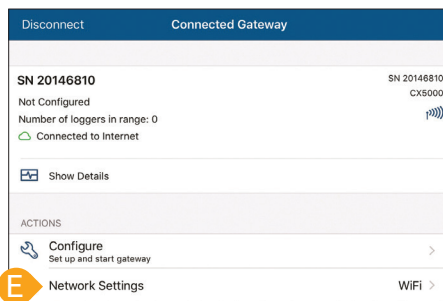 Disconnect Connected Gateway
SN 20146810 SN 20146810
CX5000
Not Configured
Number of loggers in range: 0
Connected to Internet
Show Details
ACTIONS
Configure
Set up and start gateway
E Network Settings WiFi